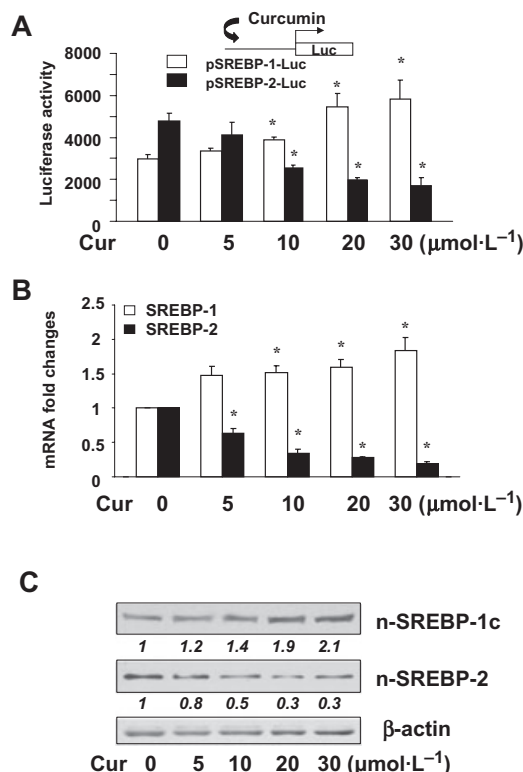 A
Curcumin
Luc
pSREBP-1-Luc
pSREBP-2-Luc
Luciferase activity
8000
6000
4000
2000
0
* * * * * *
Cur 0 5 10 20 30 (μmol·L⁻¹)
B
SREBP-1
SREBP-2
mRNA fold changes
2.5
2
1.5
1
0.5
0
* * * * * * *
Cur 0 5 10 20 30 (μmol·L⁻¹)
C
n-SREBP-1c
1 1.2 1.4 1.9 2.1
n-SREBP-2
1 0.8 0.5 0.3 0.3
β-actin
Cur 0 5 10 20 30 (μmol·L⁻¹)